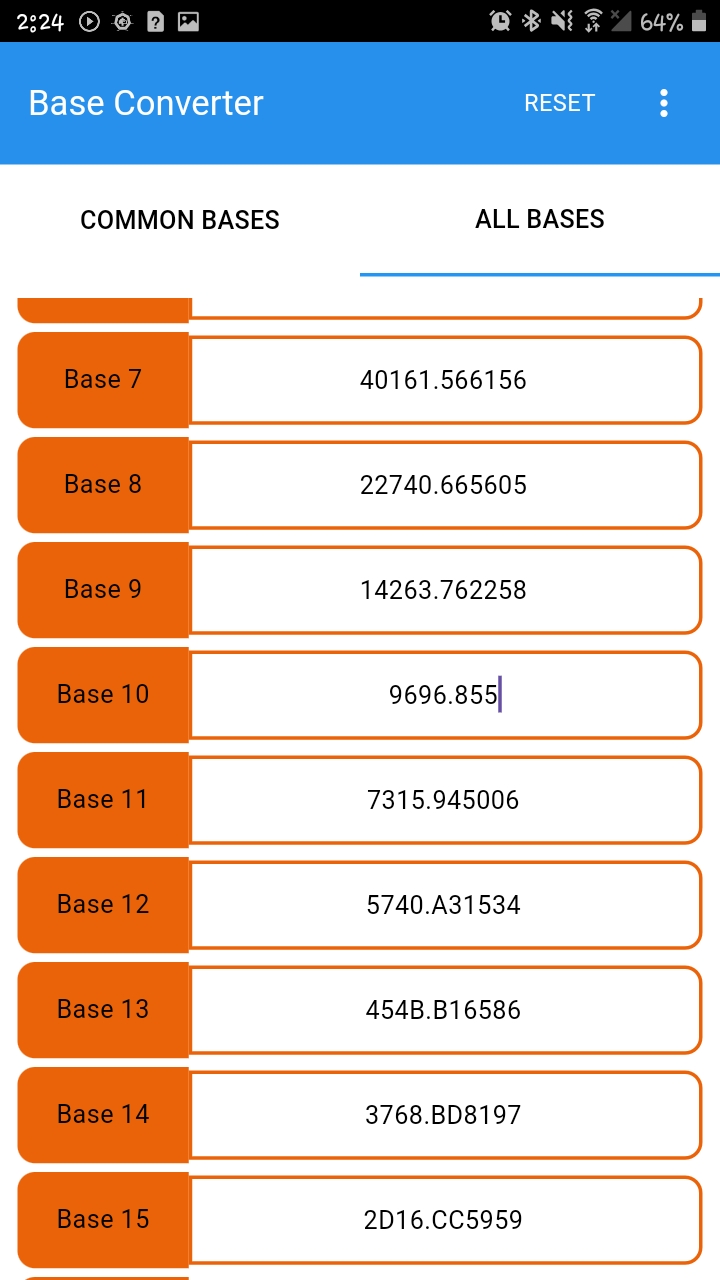 2:24 64%
Base Converter RESET
COMMON BASES ALL BASES
Base 7 40161.566156
Base 8 22740.665605
Base 9 14263.762258
Base 10 9696.855
Base 11 7315.945006
Base 12 5740.A31534
Base 13 454B.B16586
Base 14 3768.BD8197
Base 15 2D16.CC5959